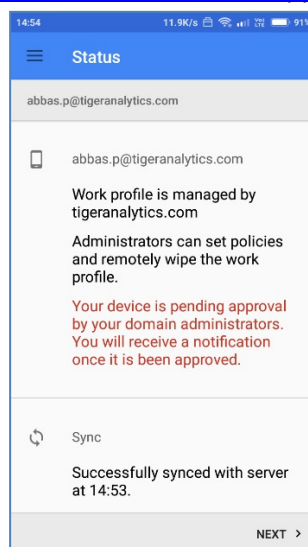 14:54 11.9K/s 91%
Status
abbas.p@tigeranalytics.com
abbas.p@tigeranalytics.com
Work profile is managed by
tigeranalytics.com
Administrators can set policies
and remotely wipe the work
profile.
Your device is pending approval
by your domain administrators.
You will receive a notification
once it is been approved.
Sync
Successfully synced with server
at 14:53.
NEXT >